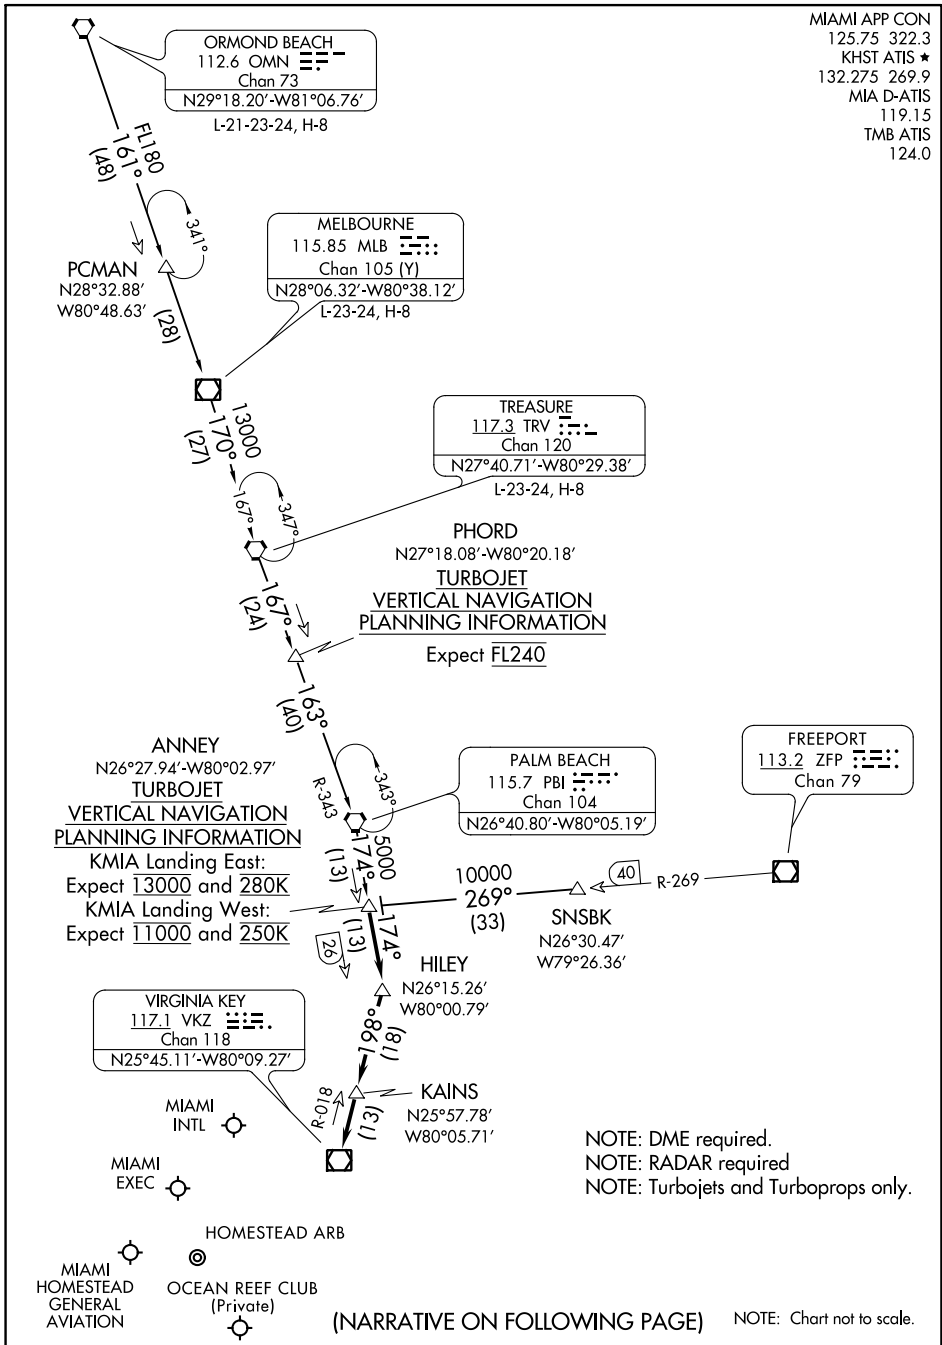 MIAMI APP CON
125.75 322.3
KHST ATIS ★
132.275 269.9
MIA D-ATIS
119.15
TMB ATIS
124.0
ORMOND BEACH
112.6 OMN
Chan 73
N29°18.20'-W81°06.76'
L-21-23-24, H-8
FL180
161°
(48)
341°
PCMAN
N28°32.88'
W80°48.63'
(28)
MELBOURNE
115.85 MLB
Chan 105 (Y)
N28°06.32'-W80°38.12'
L-23-24, H-8
13000
170°
(27)
TREASURE
117.3 TRV
Chan 120
N27°40.71'-W80°29.38'
L-23-24, H-8
167°
347°
167°
(24)
PHORD
N27°18.08'-W80°20.18'
TURBOJET
VERTICAL NAVIGATION
PLANNING INFORMATION
Expect FL240
163°
(40)
ANNEY
N26°27.94'-W80°02.97'
TURBOJET
VERTICAL NAVIGATION
PLANNING INFORMATION
KMIA Landing East:
Expect 13000 and 280K
KMIA Landing West:
Expect 11000 and 250K
R-343
343°
PALM BEACH
115.7 PBI
Chan 104
N26°40.80'-W80°05.19'
FREEPORT
113.2 ZFP
Chan 79
5000
174°
(13)
10000
269°
(33)
40
R-269
SNSBK
N26°30.47'
W79°26.36'
174°
(13)
26
HILEY
N26°15.26'
W80°00.79'
VIRGINIA KEY
117.1 VKZ
Chan 118
N25°45.11'-W80°09.27'
198°
(18)
KAINS
N25°57.78'
W80°05.71'
R-018
(13)
MIAMI
INTL
MIAMI
EXEC
HOMESTEAD ARB
MIAMI
HOMESTEAD
GENERAL
AVIATION
OCEAN REEF CLUB
(Private)
NOTE: DME required.
NOTE: RADAR required
NOTE: Turbojets and Turboprops only.
(NARRATIVE ON FOLLOWING PAGE)
NOTE: Chart not to scale.